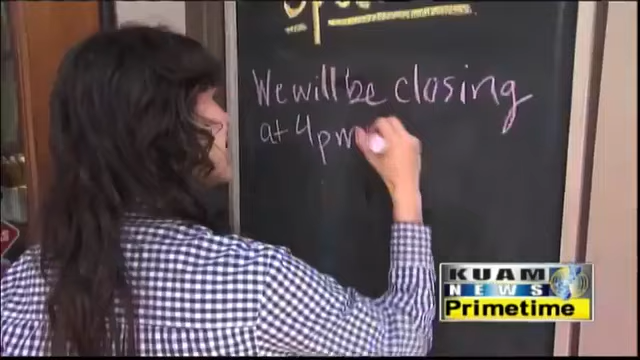 We will be closing
at 4pm
KUAM
NEWS
Primetime